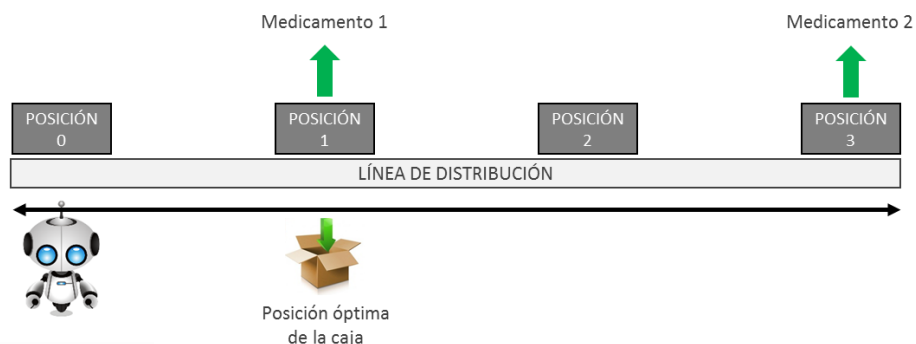 Medicamento 1
Medicamento 2
POSICIÓN
0
POSICIÓN
1
POSICIÓN
2
POSICIÓN
3
LÍNEA DE DISTRIBUCIÓN
Posición óptima
de la caja